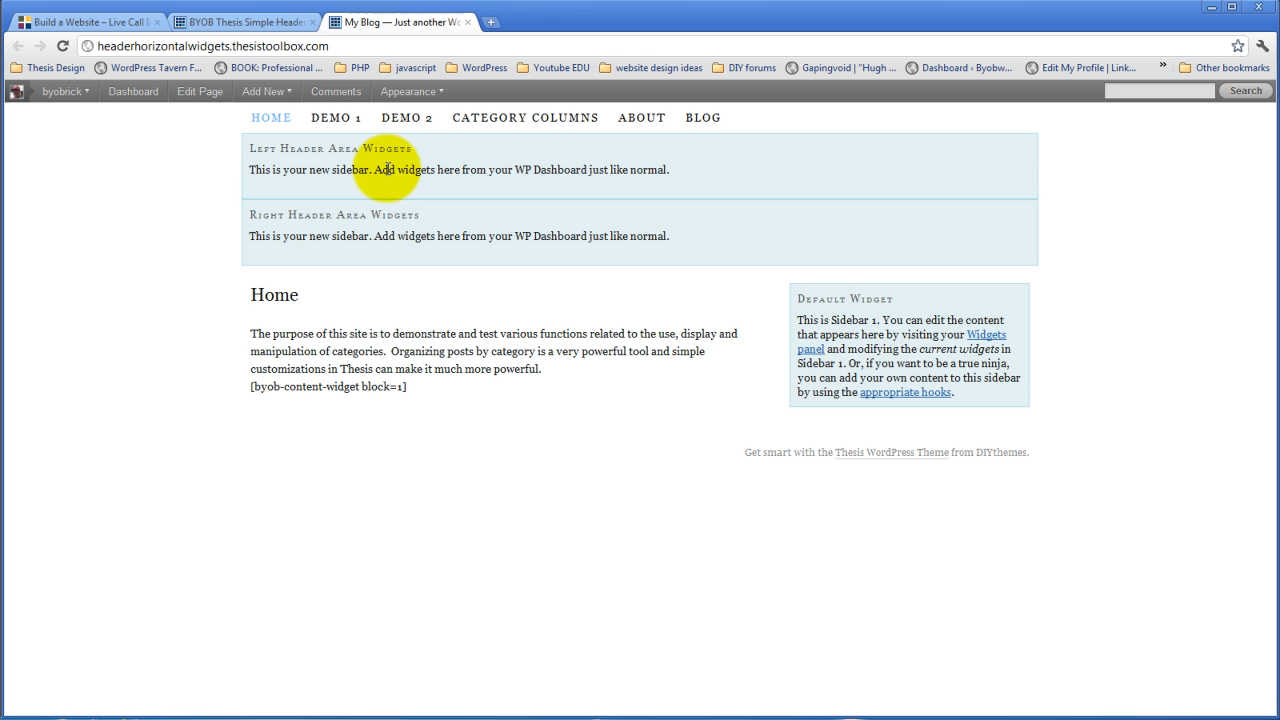 Build a Website – Live Call
BYOB Thesis Simple Header
My Blog — Just another Wo
headerhorizontalwidgets.thesistoolbox.com
Thesis Design WordPress Tavern F... BOOK: Professional ... PHP javascript WordPress Youtube EDU website design ideas DIY forums Gapingvoid | "Hugh ... Dashboard ‹ Byobw... Edit My Profile | Link... » Other bookmarks
byobrick Dashboard Edit Page Add New Comments Appearance Search
HOME DEMO 1 DEMO 2 CATEGORY COLUMNS ABOUT BLOG
Left Header Area Widgets
This is your new sidebar. Add widgets here from your WP Dashboard just like normal.
Right Header Area Widgets
This is your new sidebar. Add widgets here from your WP Dashboard just like normal.
Home
The purpose of this site is to demonstrate and test various functions related to the use, display and
manipulation of categories. Organizing posts by category is a very powerful tool and simple
customizations in Thesis can make it much more powerful.
[byob-content-widget block=1]
Default Widget
This is Sidebar 1. You can edit the content
that appears here by visiting your Widgets
panel and modifying the current widgets in
Sidebar 1. Or, if you want to be a true ninja,
you can add your own content to this sidebar
by using the appropriate hooks.
Get smart with the Thesis WordPress Theme from DIYthemes.